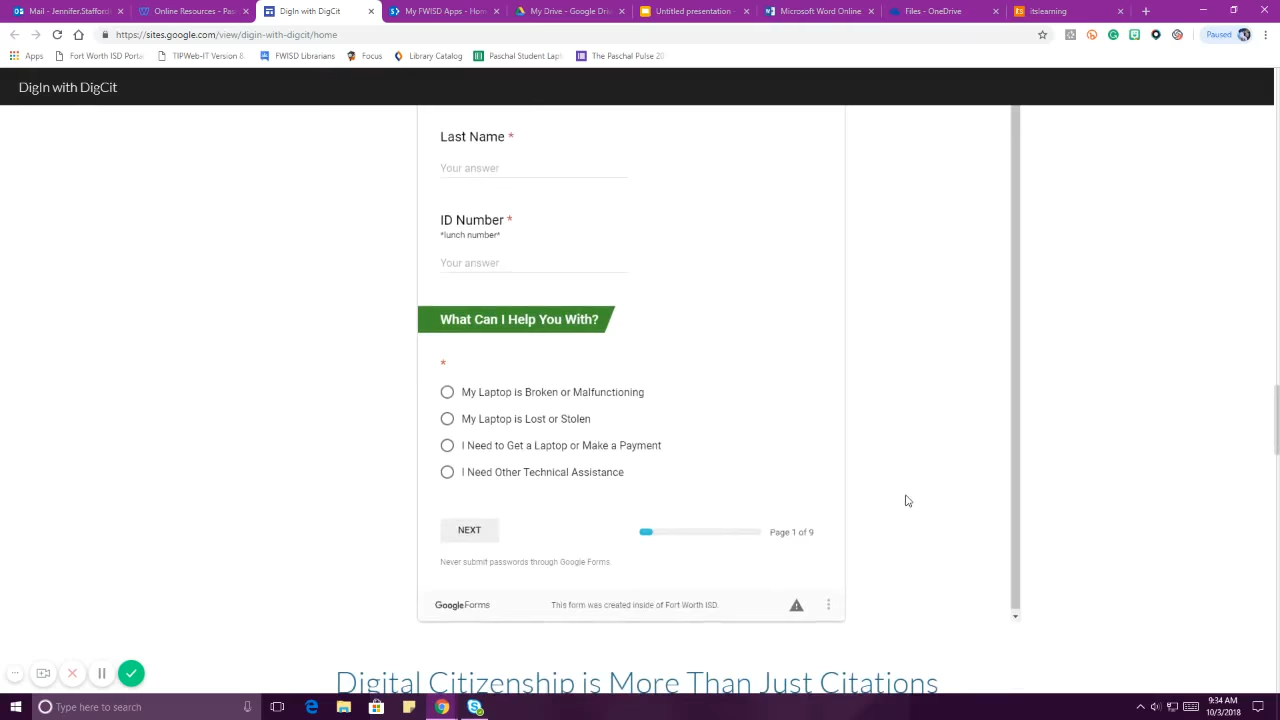 Mail - Jennifer.Stafford
Online Resources - Pas
DigIn with DigCit
My FWISD Apps - Hom
My Drive - Google Driv
Untitled presentation -
Microsoft Word Online
Files - OneDrive
itslearning
https://sites.google.com/view/digin-with-digcit/home
Paused
Apps
Fort Worth ISD Porta
TIPWeb-IT Version 8.
FWISD Librarians
Focus
Library Catalog
Paschal Student Lapt
The Paschal Pulse 20
DigIn with DigCit
Last Name *
Your answer
ID Number *
*lunch number*
Your answer
What Can I Help You With?
*
My Laptop is Broken or Malfunctioning
My Laptop is Lost or Stolen
I Need to Get a Laptop or Make a Payment
I Need Other Technical Assistance
NEXT
Page 1 of 9
Never submit passwords through Google Forms.
Google Forms
This form was created inside of Fort Worth ISD.
Digital Citizenship is More Than Just Citations
Type here to search
9:34 AM
10/3/2018